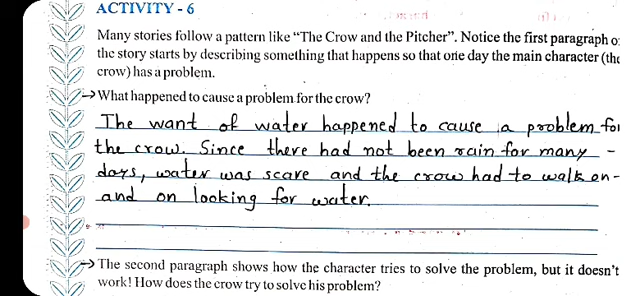 ACTIVITY - 6
Many stories follow a pattern like "The Crow and the Pitcher". Notice the first paragraph
the story starts by describing something that happens so that one day the main character (the
crow) has a problem.
→What happened to cause a problem for the crow?
The want of water happened to cause a problem for
the crow. Since there had not been rain for many -
days, water was scare and the crow had to walk on -
and on looking for water.
→The second paragraph shows how the character tries to solve the problem, but it doesn't
work! How does the crow try to solve his problem?